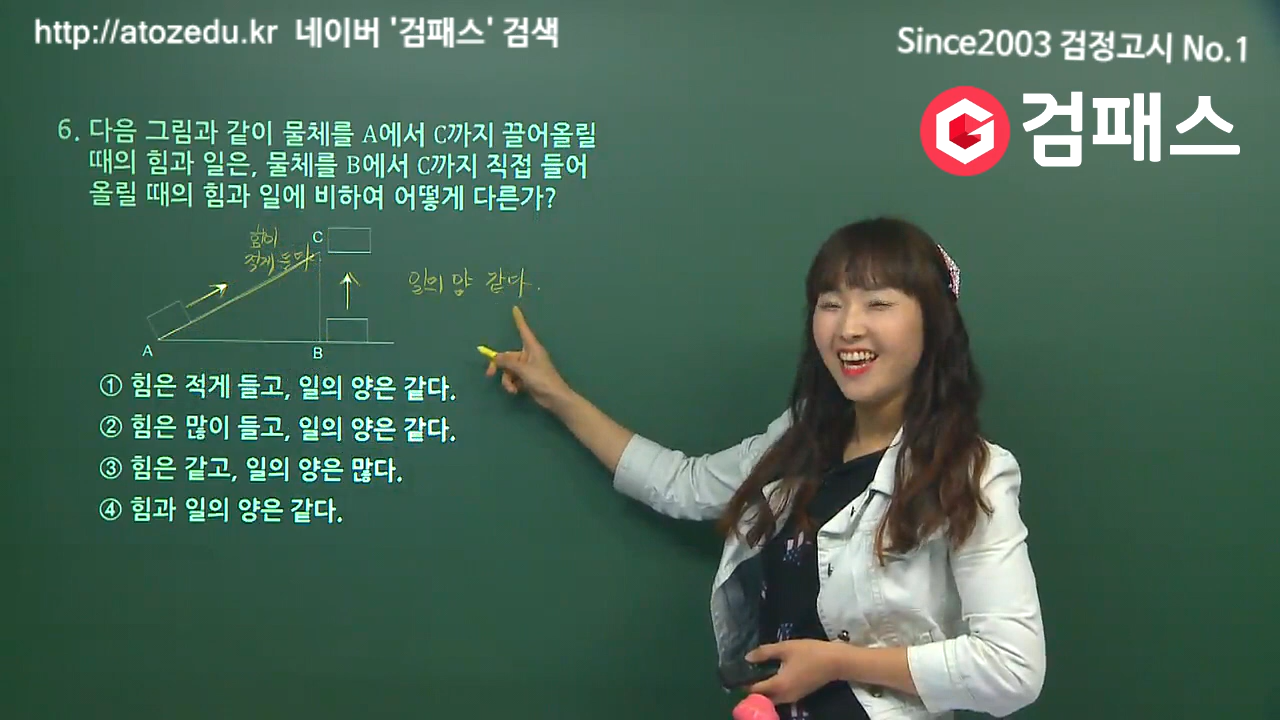 http://atozedu.kr 네이버 '검패스' 검색
Since2003 검정고시 No.1
검패스
6. 다음 그림과 같이 물체를 A에서 C까지 끌어올릴
때의 힘과 일은, 물체를 B에서 C까지 직접 들어
올릴 때의 힘과 일에 비하여 어떻게 다른가?
힘이
적게 든다
C
일의 양 같다.
A
B
① 힘은 적게 들고, 일의 양은 같다.
② 힘은 많이 들고, 일의 양은 같다.
③ 힘은 같고, 일의 양은 많다.
④ 힘과 일의 양은 같다.